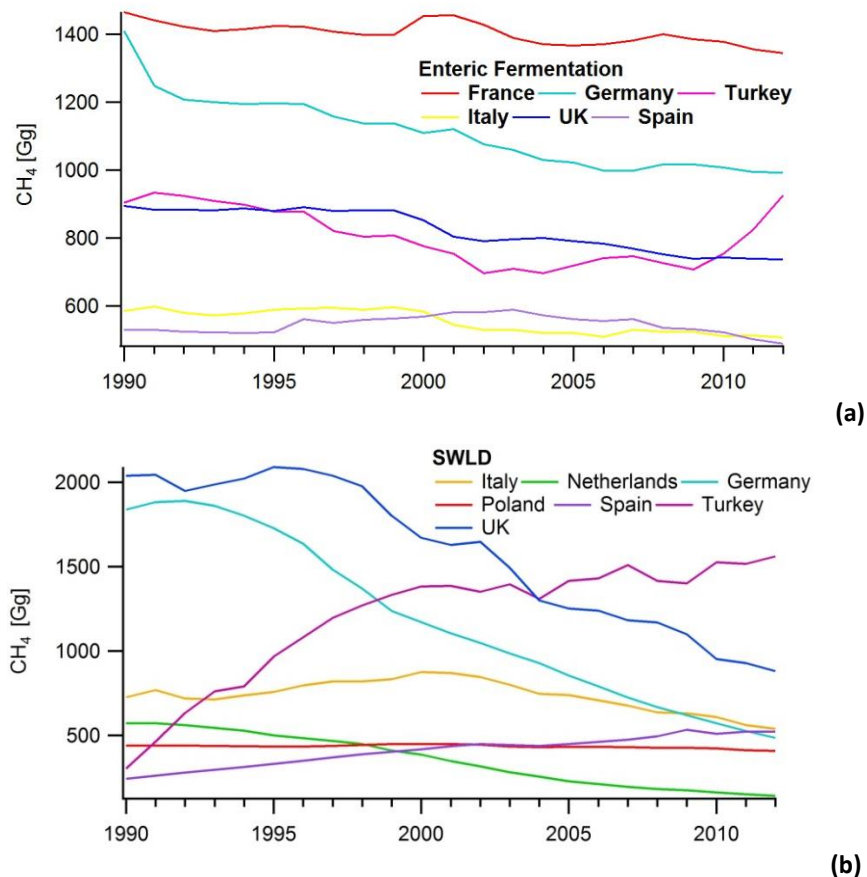 1400
1200
1000
800
600
CH4 [Gg]
Enteric Fermentation
France Germany Turkey
Italy UK Spain
1990 1995 2000 2005 2010
(a)
SWLD
Italy Netherlands Germany
Poland Spain Turkey
UK
2000
1500
1000
500
CH4 [Gg]
1990 1995 2000 2005 2010
(b)